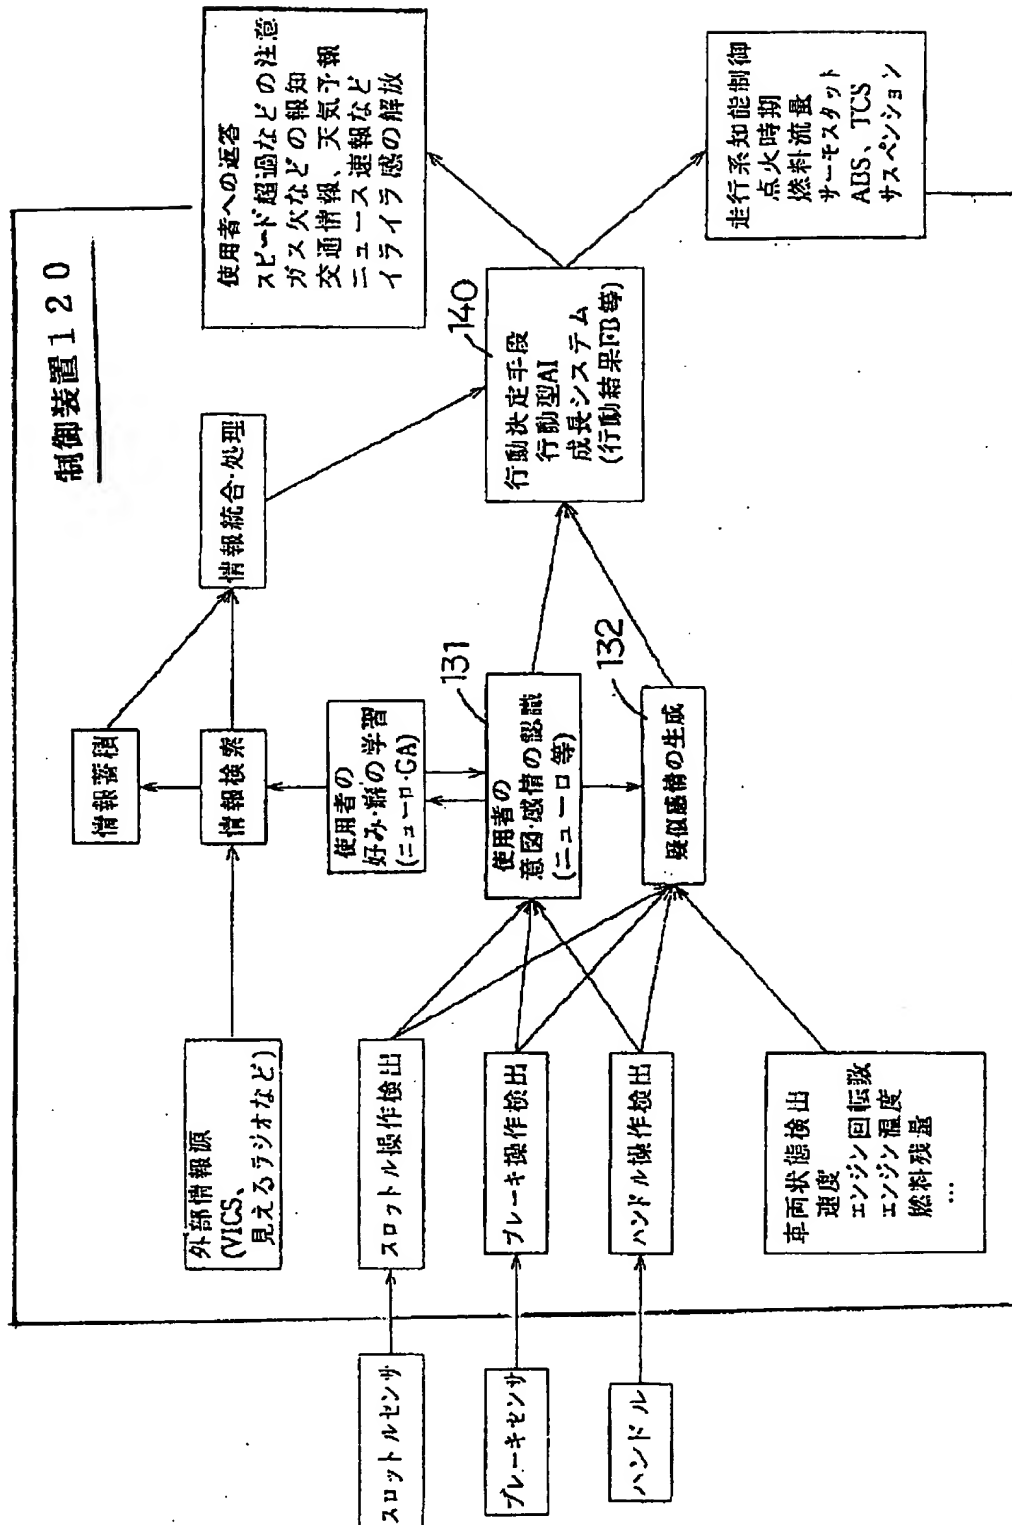 制御装置120
スロットルセンサ
ブレーキセンサ
ハンドル
外部情報源
(VICS、
見えるラジオなど)
スロットル操作検出
ブレーキ操作検出
ハンドル操作検出
車両状態検出
速度
エンジン回転数
エンジン温度
燃料残量
…
情報蓄積
情報検索
使用者の
好み・癖の学習
(ニューロ・GA)
131
使用者の
意図・感情の認識
(ニューロ等)
132
疑似感情の生成
情報統合・処理
140
行動決定手段
行動型AI
成長システム
(行動結果FB等)
使用者への返答
スピード超過などの注意
ガス欠などの報知
交通情報、天気予報
ニュース速報など
イライラ感の解放
走行系知能制御
点火時期
燃料流量
サーモスタット
ABS、TCS
サスペンション